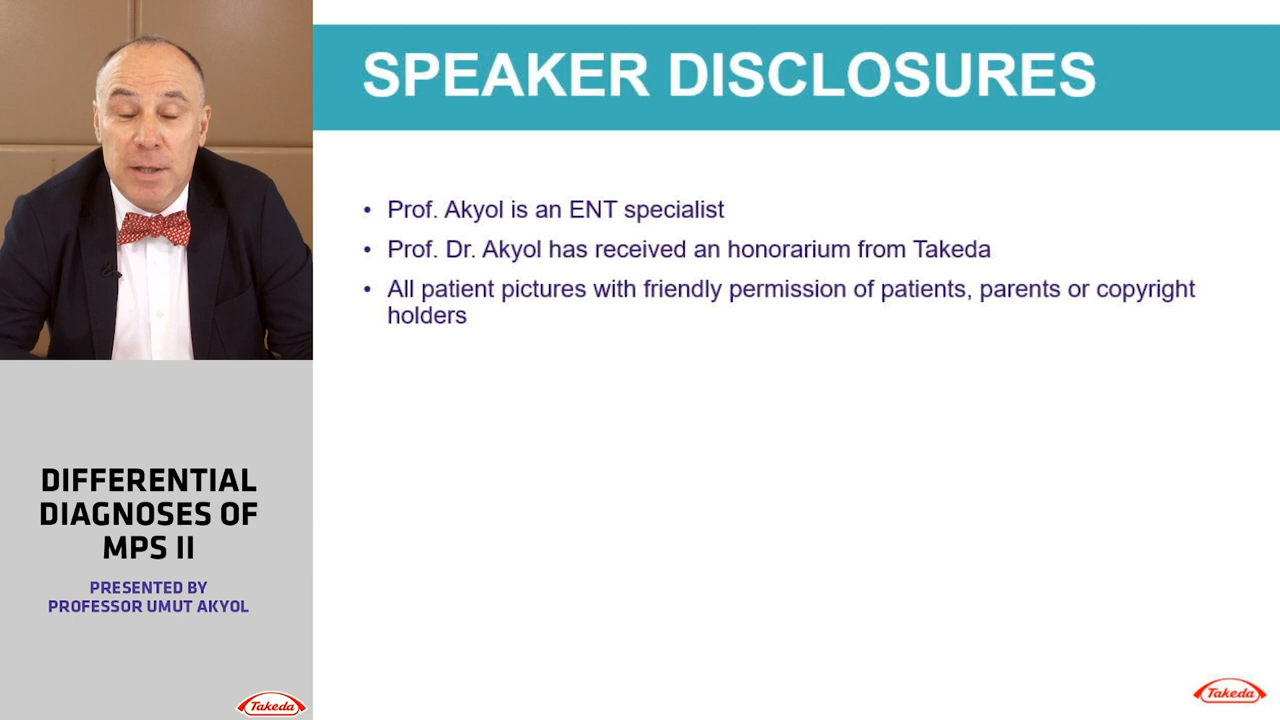 SPEAKER DISCLOSURES
• Prof. Akyol is an ENT specialist
• Prof. Dr. Akyol has received an honorarium from Takeda
• All patient pictures with friendly permission of patients, parents or copyright
holders
DIFFERENTIAL
DIAGNOSES OF
MPS II
PRESENTED BY
PROFESSOR UMUT AKYOL
Takeda
Takeda